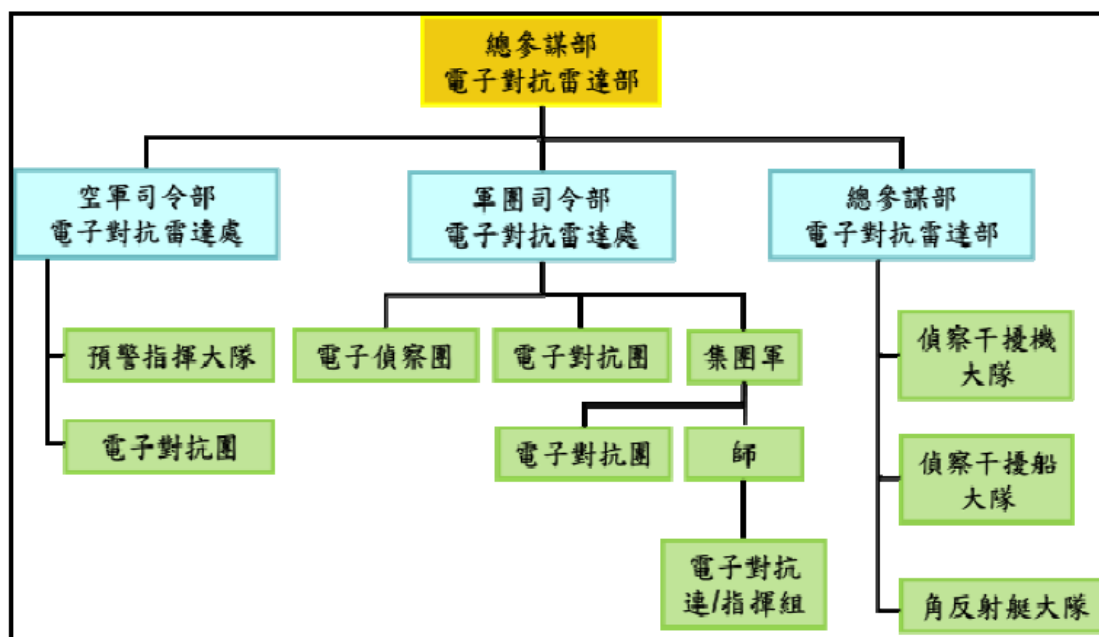 總參謀部
電子對抗雷達部
空軍司令部
電子對抗雷達處
軍團司令部
電子對抗雷達處
總參謀部
電子對抗雷達部
預警指揮大隊
電子對抗團
電子偵察團
電子對抗團
集團軍
電子對抗團
師
電子對抗
連/指揮組
偵察干擾機
大隊
偵察干擾船
大隊
角反射艇大隊